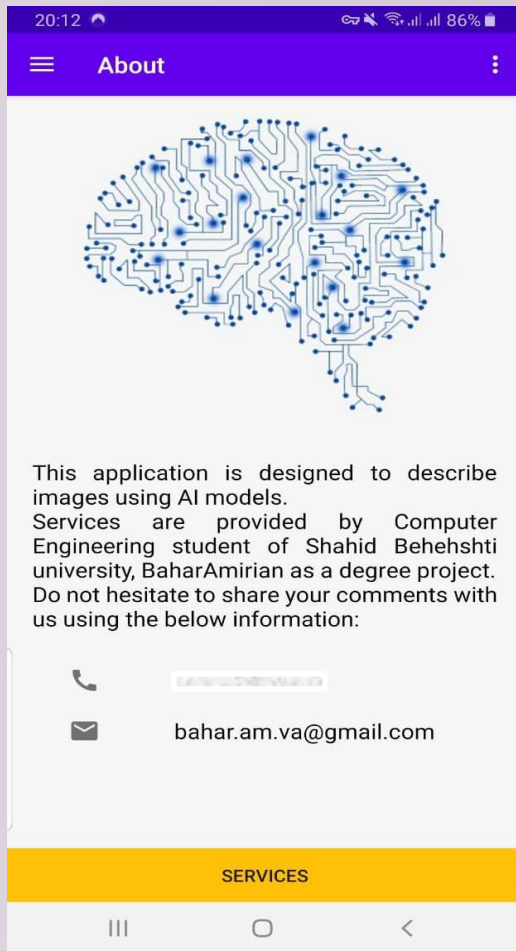 20:12
86%
About
This application is designed to describe
images using AI models.
Services are provided by Computer
Engineering student of Shahid Behehshti
university, BaharAmirian as a degree project.
Do not hesitate to share your comments with
us using the below information:
bahar.am.va@gmail.com
SERVICES